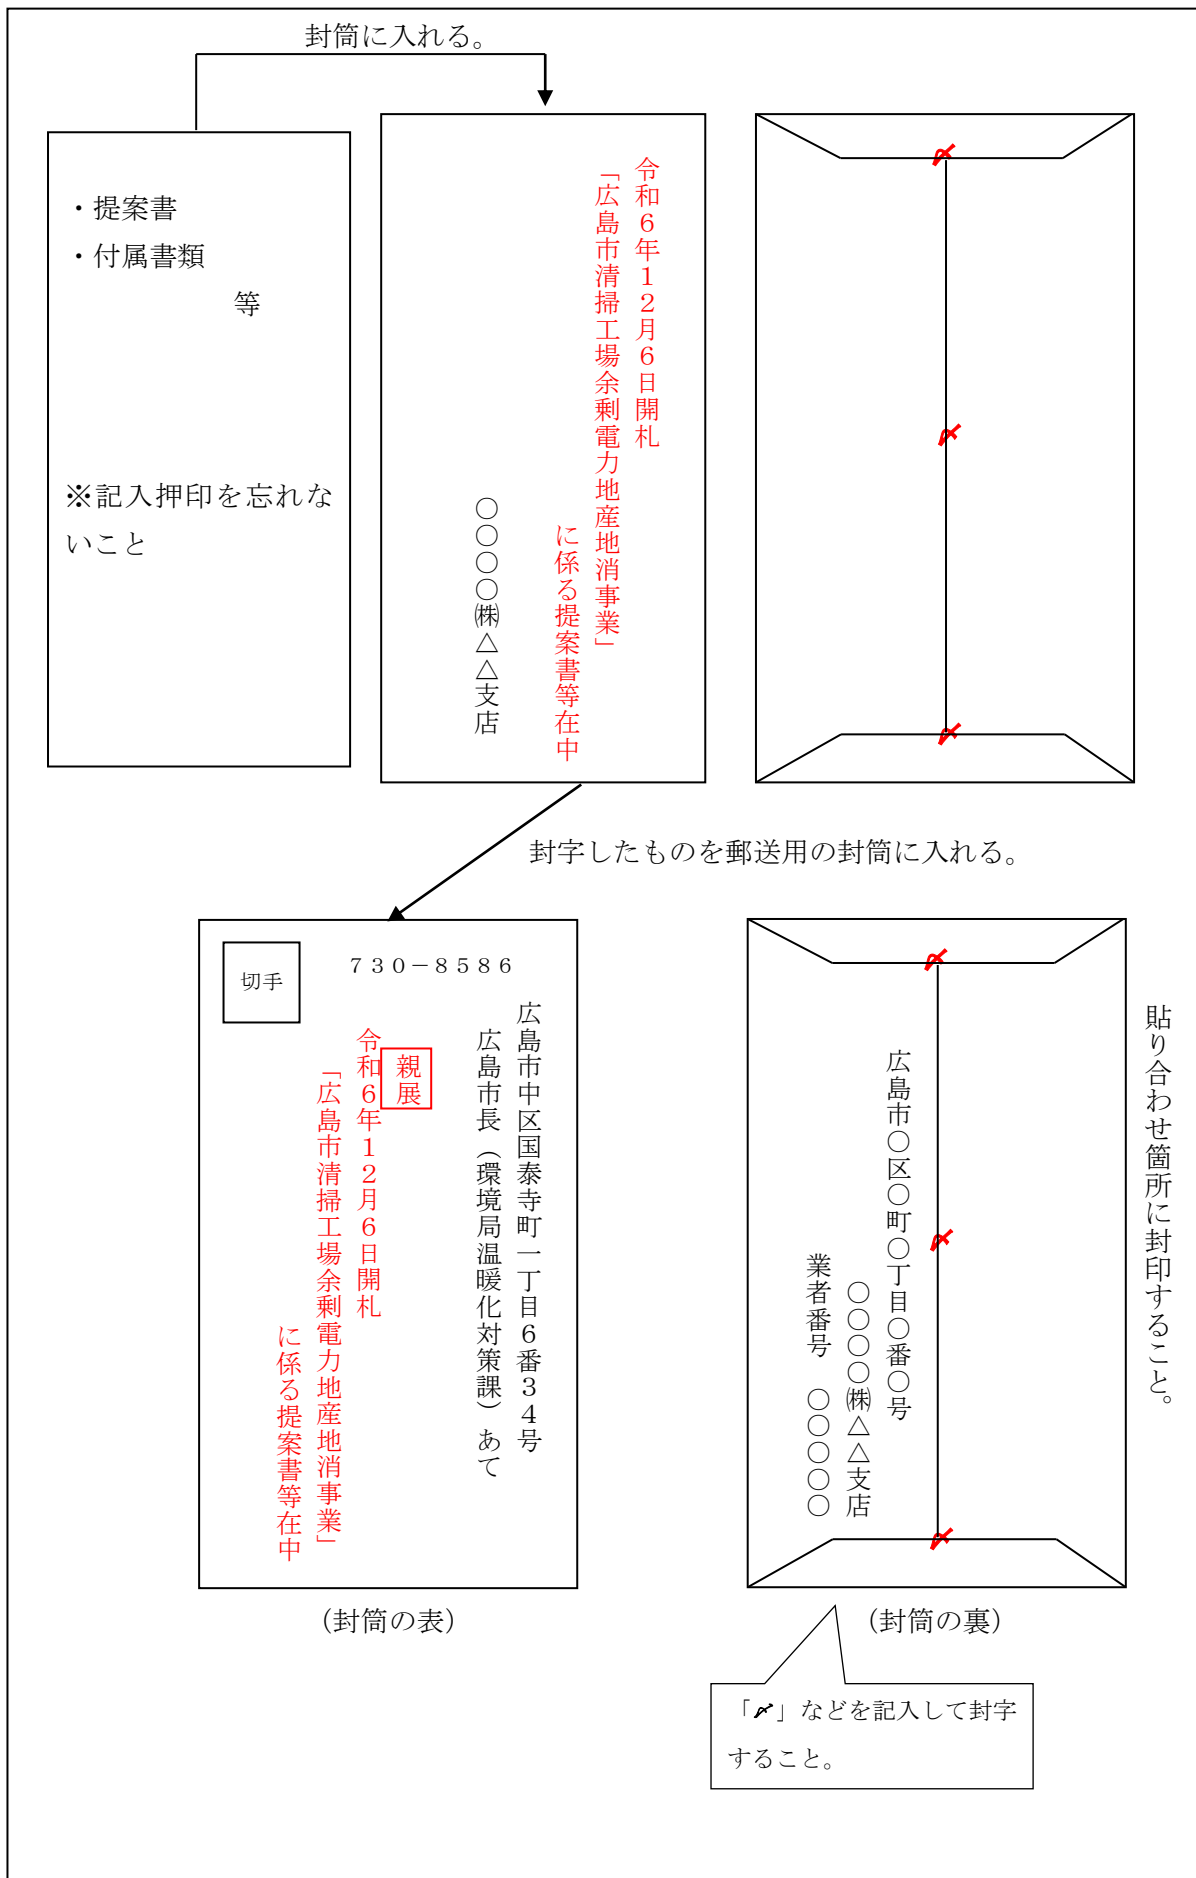 封筒に入れる。
・提案書
・付属書類
等
※記入押印を忘れな
いこと
令和６年１２月６日開札
「広島市清掃工場余剰電力地産地消事業」
に係る提案書等在中
〇〇〇〇㈱△△支店
〆
〆
〆
封字したものを郵送用の封筒に入れる。
切手
７３０－８５８６
広島市中区国泰寺町一丁目６番３４号
広島市長（環境局温暖化対策課）あて
親展
令和６年１２月６日開札
「広島市清掃工場余剰電力地産地消事業」
に係る提案書等在中
（封筒の表）
貼り合わせ箇所に封印すること。
〆
〆
〆
広島市〇区〇町〇丁目〇番〇号
〇〇〇〇㈱△△支店
業者番号　〇〇〇〇〇
（封筒の裏）
「〆」などを記入して封字
すること。